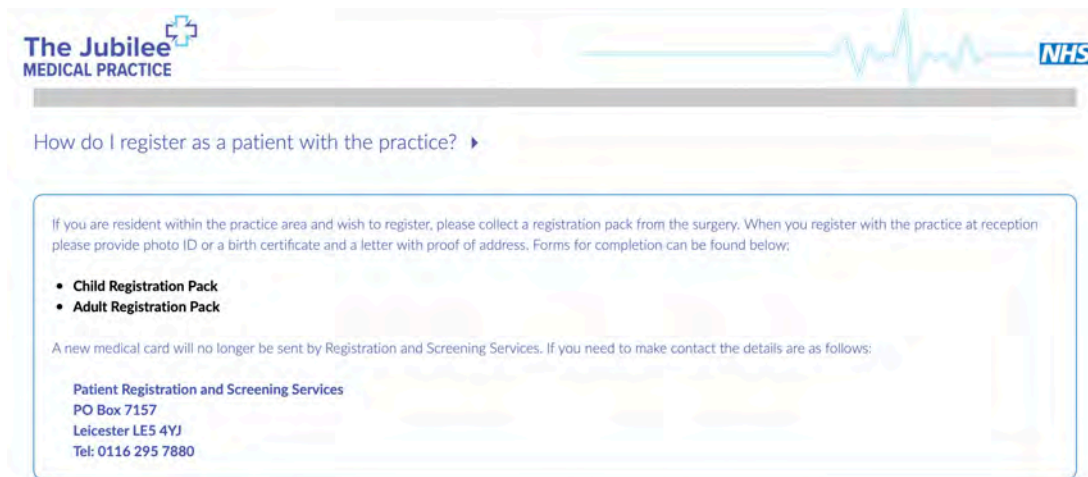 The Jubilee
MEDICAL PRACTICE
NHS
How do I register as a patient with the practice?
If you are resident within the practice area and wish to register, please collect a registration pack from the surgery. When you register with the practice at reception
please provide photo ID or a birth certificate and a letter with proof of address. Forms for completion can be found below:
• Child Registration Pack
• Adult Registration Pack
A new medical card will no longer be sent by Registration and Screening Services. If you need to make contact the details are as follows:
Patient Registration and Screening Services
PO Box 7157
Leicester LE5 4YJ
Tel: 0116 295 7880